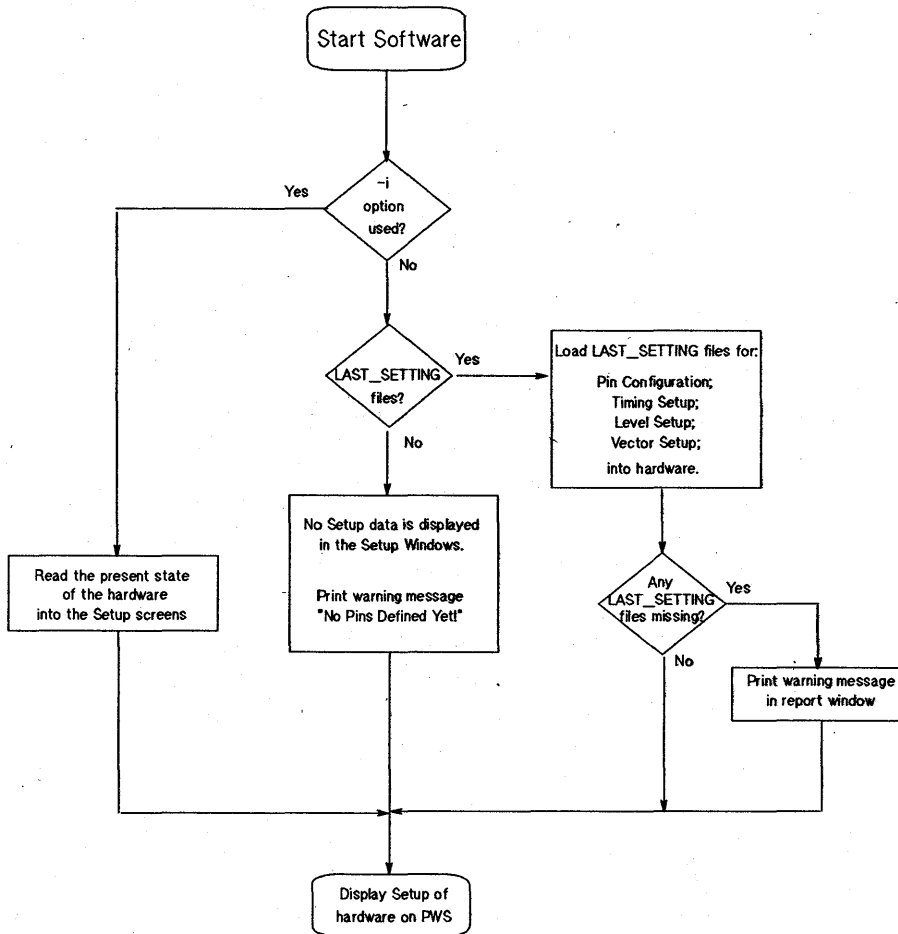 Start Software
-i
option
used?
Yes
No
LAST_SETTING
files?
Yes
No
Load LAST_SETTING files for:
Pin Configuration;
Timing Setup;
Level Setup;
Vector Setup;
into hardware.
No Setup data is displayed
in the Setup Windows.
Print warning message
"No Pins Defined Yet!"
Read the present state
of the hardware
into the Setup screens
Any
LAST_SETTING
files missing?
Yes
No
Print warning message
in report window
Display Setup of
hardware on PWS